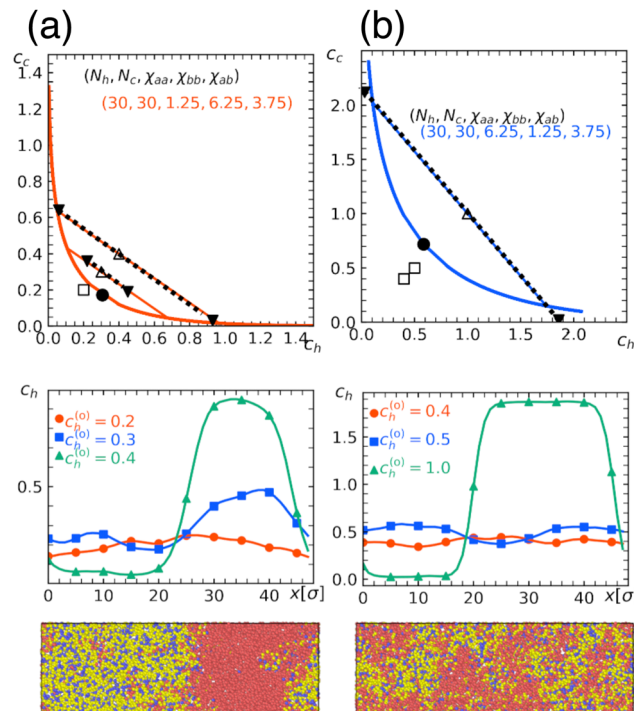 (a)
(b)
c_c
1.4
1.2
1.0
0.8
0.6
0.4
0.2
0.0
(N_h, N_c, χ_aa, χ_bb, χ_ab)
(30, 30, 1.25, 6.25, 3.75)
0.2 0.4 0.6 0.8 1.0 1.2 1.4
c_h
c_c
2.0
1.5
1.0
0.5
0.0
(N_h, N_c, χ_aa, χ_bb, χ_ab)
(30, 30, 6.25, 1.25, 3.75)
0.0 0.5 1.0 1.5 2.0
c_h
c_h
c_h^(o) = 0.2
c_h^(o) = 0.3
c_h^(o) = 0.4
0.5
0 10 20 30 40 x[σ]
c_h
c_h^(o) = 0.4
c_h^(o) = 0.5
c_h^(o) = 1.0
1.5
1.0
0.5
0.0
0 10 20 30 40 x[σ]